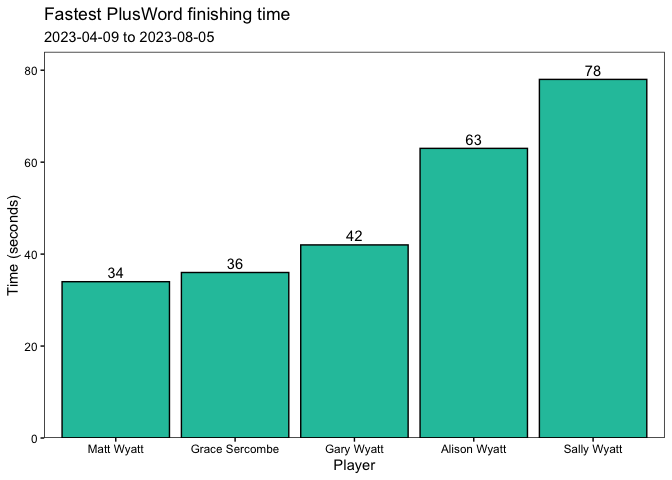 Fastest PlusWord finishing time
2023-04-09 to 2023-08-05
80
60
40
20
0
Time (seconds)
34
36
42
63
78
Matt Wyatt
Grace Sercombe
Gary Wyatt
Alison Wyatt
Sally Wyatt
Player